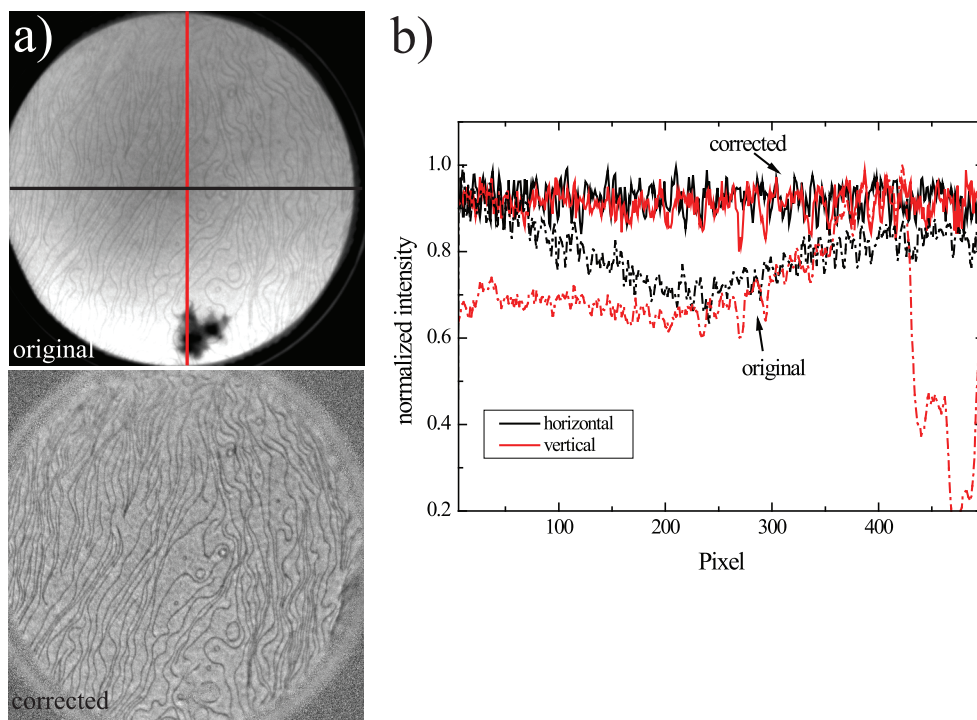 a)
original
corrected
b)
normalized intensity
1.0
0.8
0.6
0.4
0.2
corrected
original
horizontal
vertical
100
200
300
400
Pixel